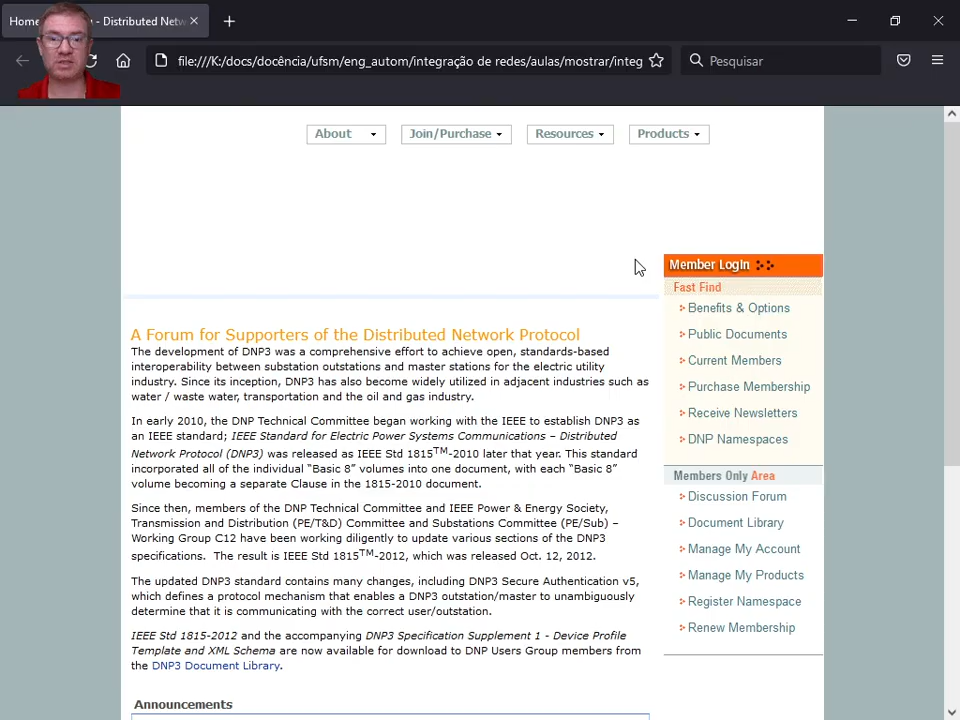 Home
- Distributed Netw
file:///K:/docs/docência/ufsm/eng_autom/integração de redes/aulas/mostrar/integ
Pesquisar
About
Join/Purchase
Resources
Products
Member Login
Fast Find
Benefits & Options
Public Documents
Current Members
Purchase Membership
Receive Newsletters
DNP Namespaces
Members Only Area
Discussion Forum
Document Library
Manage My Account
Manage My Products
Register Namespace
Renew Membership
A Forum for Supporters of the Distributed Network Protocol
The development of DNP3 was a comprehensive effort to achieve open, standards-based
interoperability between substation outstations and master stations for the electric utility
industry. Since its inception, DNP3 has also become widely utilized in adjacent industries such as
water / waste water, transportation and the oil and gas industry.
In early 2010, the DNP Technical Committee began working with the IEEE to establish DNP3 as
an IEEE standard; IEEE Standard for Electric Power Systems Communications – Distributed
Network Protocol (DNP3) was released as IEEE Std 1815TM-2010 later that year. This standard
incorporated all of the individual “Basic 8” volumes into one document, with each “Basic 8”
volume becoming a separate Clause in the 1815-2010 document.
Since then, members of the DNP Technical Committee and IEEE Power & Energy Society,
Transmission and Distribution (PE/T&D) Committee and Substations Committee (PE/Sub) –
Working Group C12 have been working diligently to update various sections of the DNP3
specifications. The result is IEEE Std 1815TM-2012, which was released Oct. 12, 2012.
The updated DNP3 standard contains many changes, including DNP3 Secure Authentication v5,
which defines a protocol mechanism that enables a DNP3 outstation/master to unambiguously
determine that it is communicating with the correct user/outstation.
IEEE Std 1815-2012 and the accompanying DNP3 Specification Supplement 1 - Device Profile
Template and XML Schema are now available for download to DNP Users Group members from
the DNP3 Document Library.
Announcements